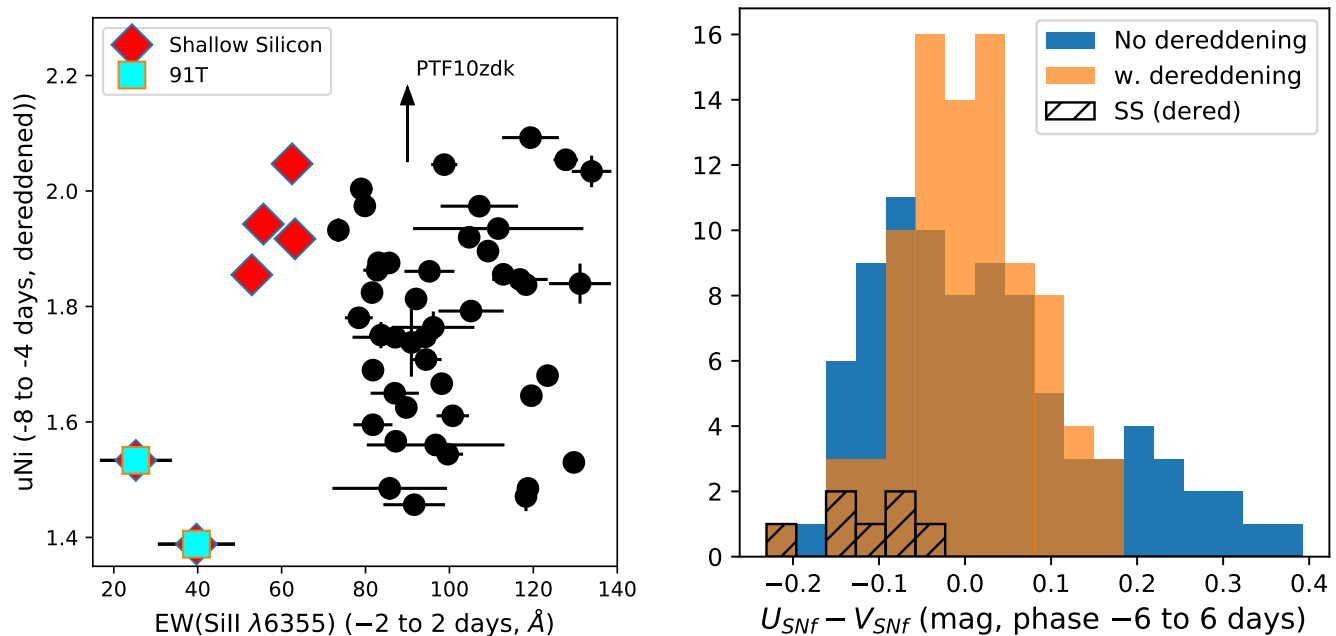 Shallow Silicon
91T
PTF10zdk
2.2
2.0
1.8
1.6
1.4
uNi (-8 to -4 days, dereddened))
20 40 60 80 100 120 140
EW(SiII λ6355) (−2 to 2 days, Å)
No dereddening
w. dereddening
SS (dered)
16
14
12
10
8
6
4
2
0
−0.2 −0.1 0.0 0.1 0.2 0.3 0.4
U_SNf − V_SNf (mag, phase −6 to 6 days)